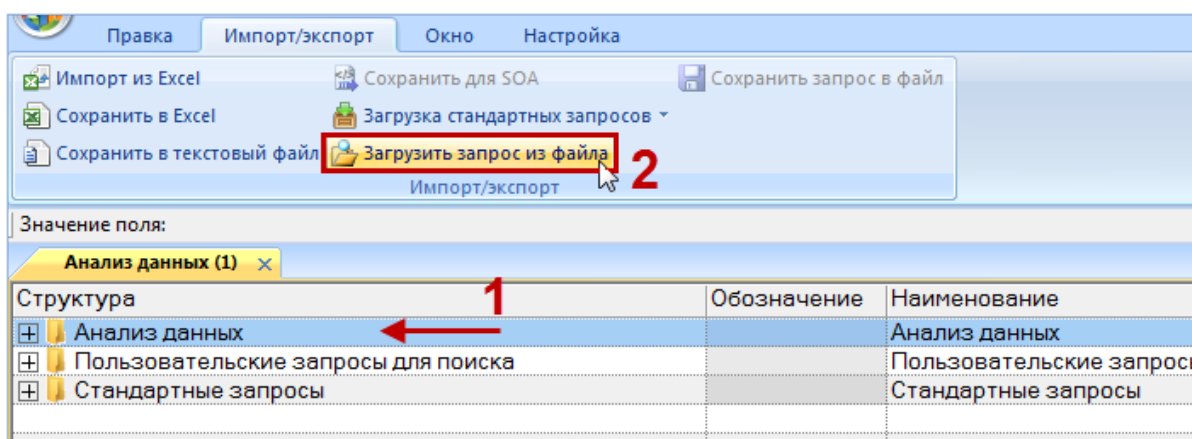 Правка Импорт/экспорт Окно Настройка
Импорт из Excel Сохранить для SOA Сохранить запрос в файл
Сохранить в Excel Загрузка стандартных запросов
Сохранить в текстовый файл Загрузить запрос из файла 2
Импорт/экспорт
Значение поля:
Анализ данных (1)
Структура 1 Обозначение Наименование
Анализ данных Анализ данных
Пользовательские запросы для поиска Пользовательские запросы
Стандартные запросы Стандартные запросы